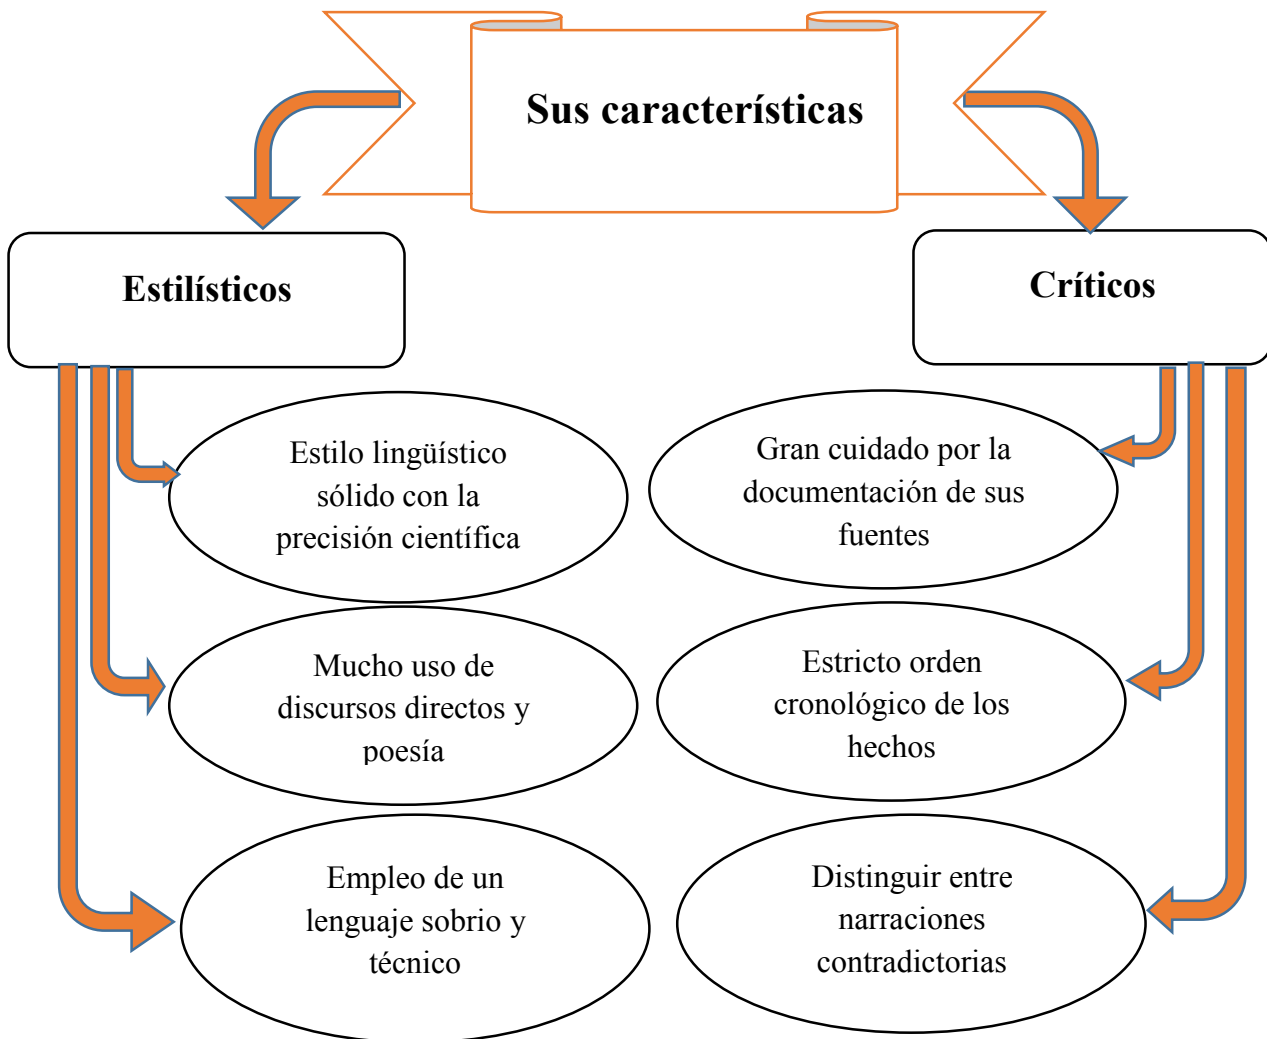 Sus características
Estilísticos
Estilo lingüístico
sólido con la
precisión científica
Mucho uso de
discursos directos y
poesía
Empleo de un
lenguaje sobrio y
técnico
Críticos
Gran cuidado por la
documentación de sus
fuentes
Estricto orden
cronológico de los
hechos
Distinguir entre
narraciones
contradictorias